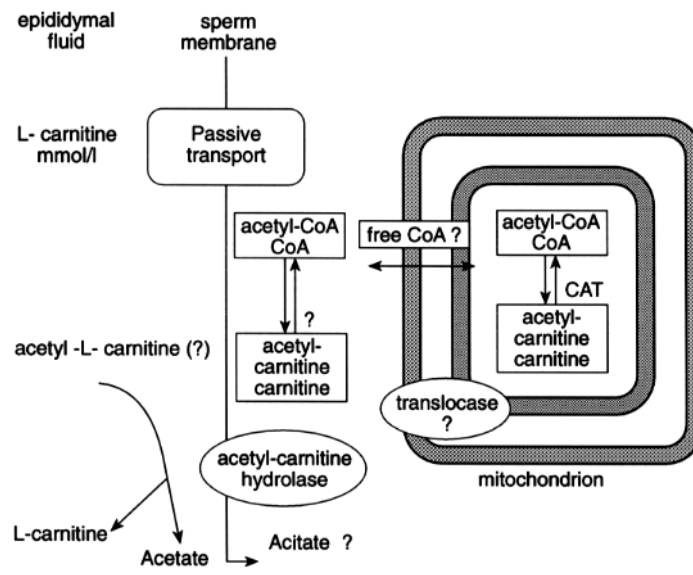 epididymal
fluid
sperm
membrane
L- carnitine
mmol/l
Passive
transport
acetyl-CoA
CoA
free CoA ?
acetyl-CoA
CoA
?
CAT
acetyl-
carnitine
carnitine
acetyl-
carnitine
carnitine
acetyl -L- carnitine (?)
translocase
?
acetyl-carnitine
hydrolase
mitochondrion
L-carnitine
Acetate
Acitate ?